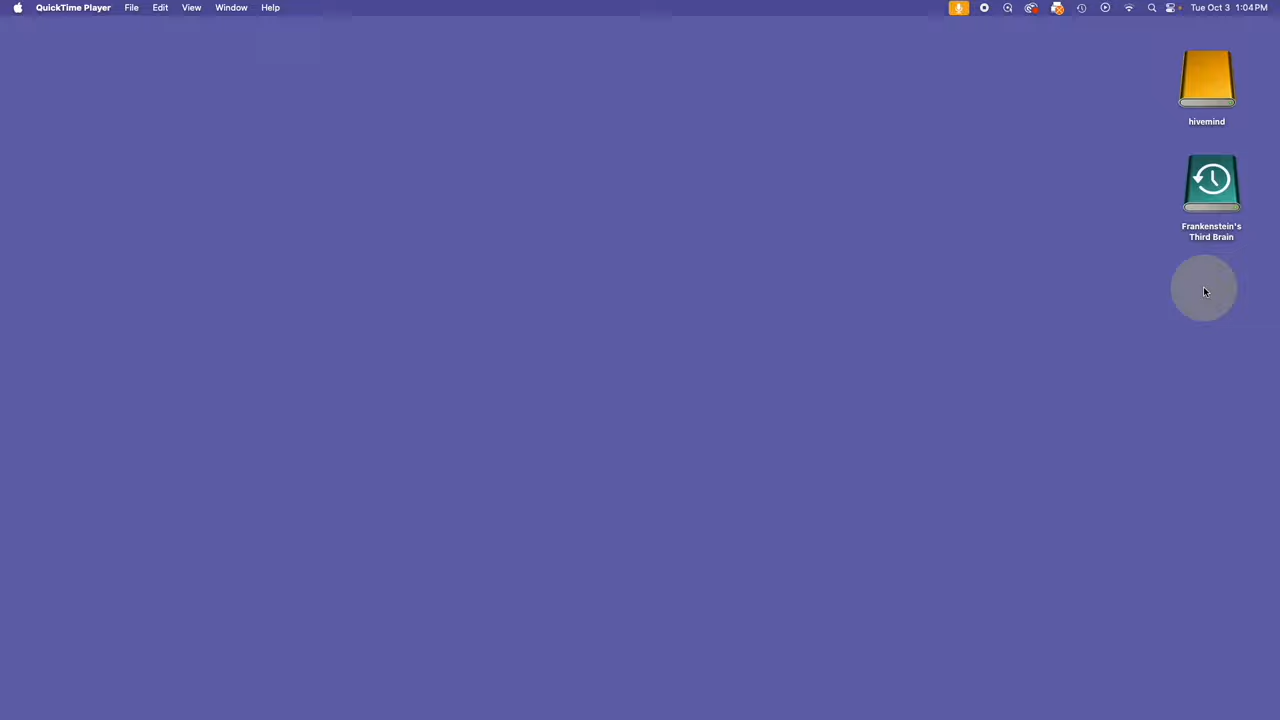 QuickTime Player File Edit View Window Help Tue Oct 3 1:04 PM
hivemind
Frankenstein's
Third Brain